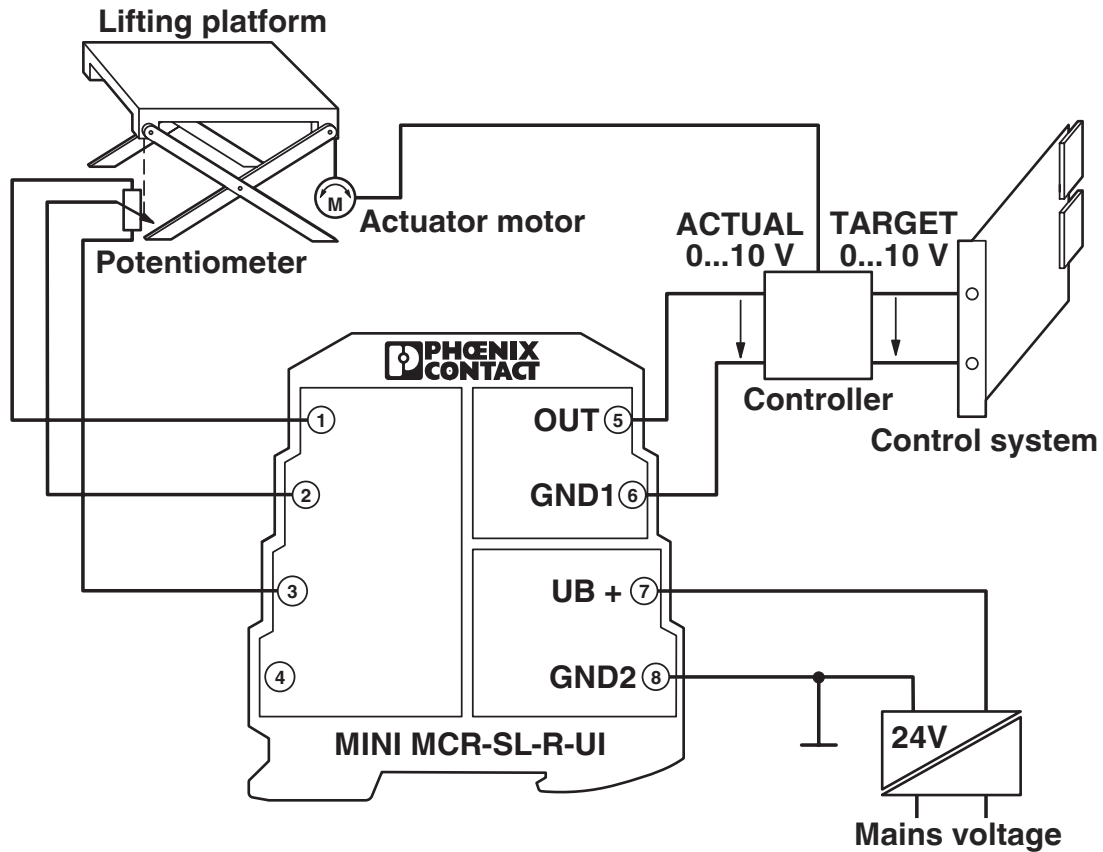 Lifting platform
M
Actuator motor
Potentiometer
ACTUAL
0...10 V
TARGET
0...10 V
Controller
Control system
PHŒNIX
CONTACT
1
OUT 5
2
GND1 6
3
UB + 7
4
GND2 8
MINI MCR-SL-R-UI
24V
Mains voltage